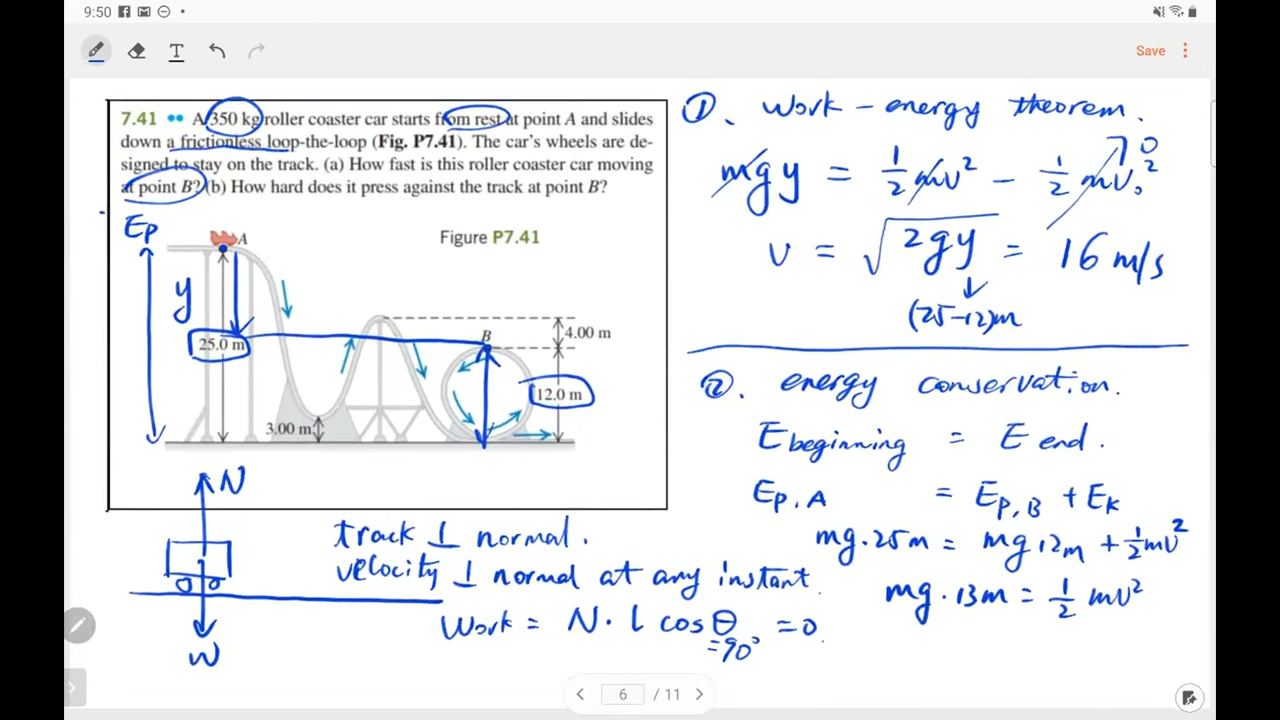 9:50
Save
7.41 •• A 350 kg roller coaster car starts from rest at point A and slides
down a frictionless loop-the-loop (Fig. P7.41). The car's wheels are de-
signed to stay on the track. (a) How fast is this roller coaster car moving
at point B? (b) How hard does it press against the track at point B?
Ep
A
Figure P7.41
y
25.0 m
B
4.00 m
12.0 m
3.00 m
N
W
track ⊥ normal.
velocity ⊥ normal at any instant.
Work = N · l cos θ = 0.
= 90°
①. Work - energy theorem.
mgy = 1/2 mv² - 1/2 mv₀² 0
v = √2gy = 16 m/s
(25-12)m
②. energy conservation.
E beginning = E end.
Ep,A = Ep,B + Ek
mg·25m = mg 12m + 1/2 mv²
mg·13m = 1/2 mv²
6 / 11